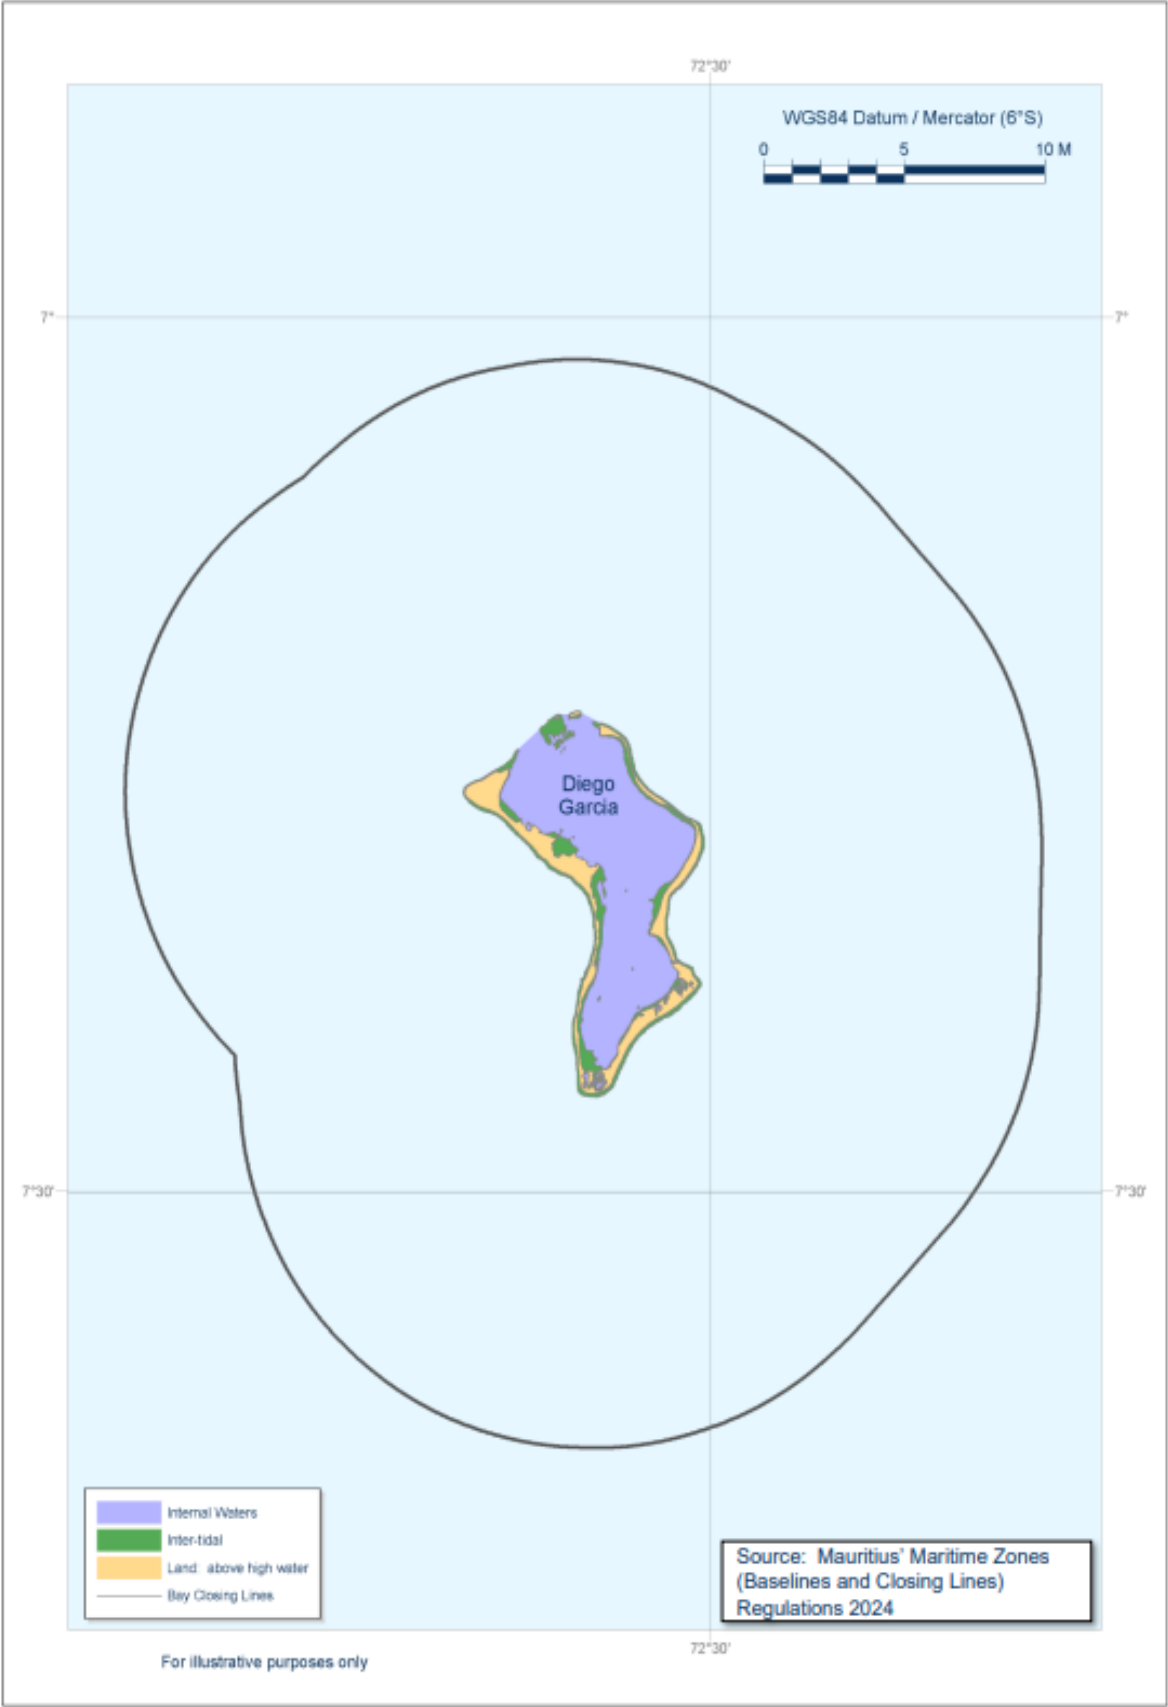 72°30'
WGS84 Datum / Mercator (6°S)
0 5 10 M
7° 7°
Diego
Garcia
7°30' 7°30'
Internal Waters
Inter-tidal
Land: above high water
Bay Closing Lines
Source: Mauritius' Maritime Zones
(Baselines and Closing Lines)
Regulations 2024
72°30'
For illustrative purposes only